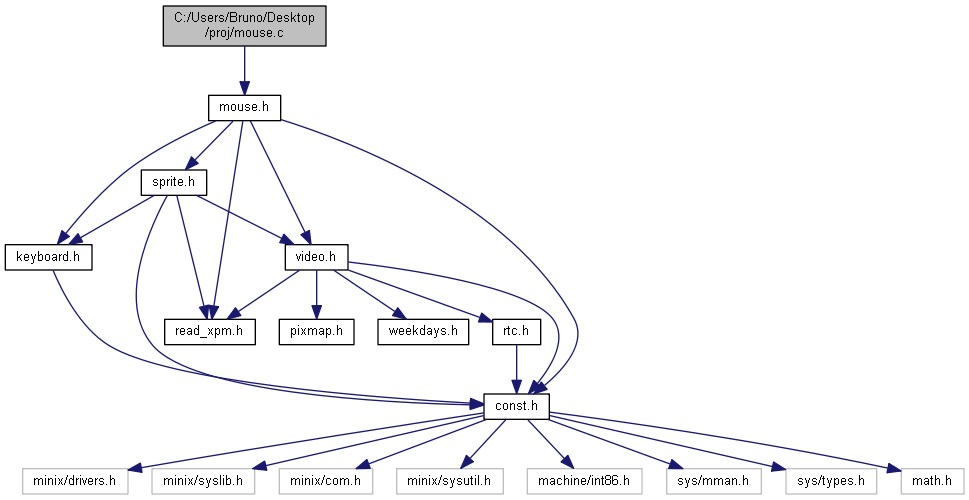 C:/Users/Bruno/Desktop
/proj/mouse.c
mouse.h
sprite.h
keyboard.h
video.h
read_xpm.h
pixmap.h
weekdays.h
rtc.h
const.h
minix/drivers.h
minix/syslib.h
minix/com.h
minix/sysutil.h
machine/int86.h
sys/mman.h
sys/types.h
math.h